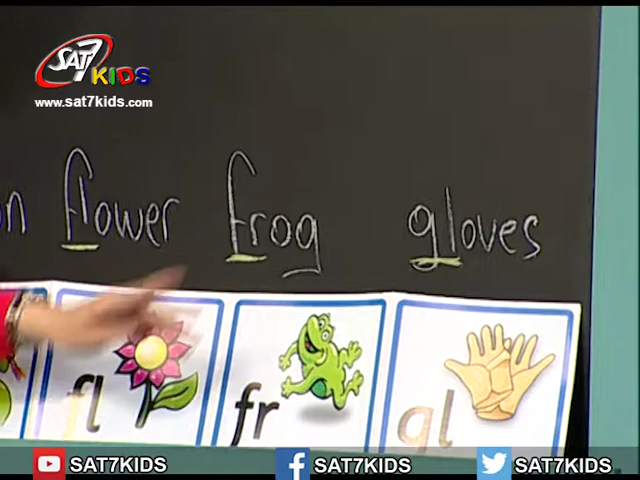 SAT7 KIDS
www.sat7kids.com
on flower frog gloves
fl fr gl
SAT7KIDS SAT7KIDS SAT7KIDS